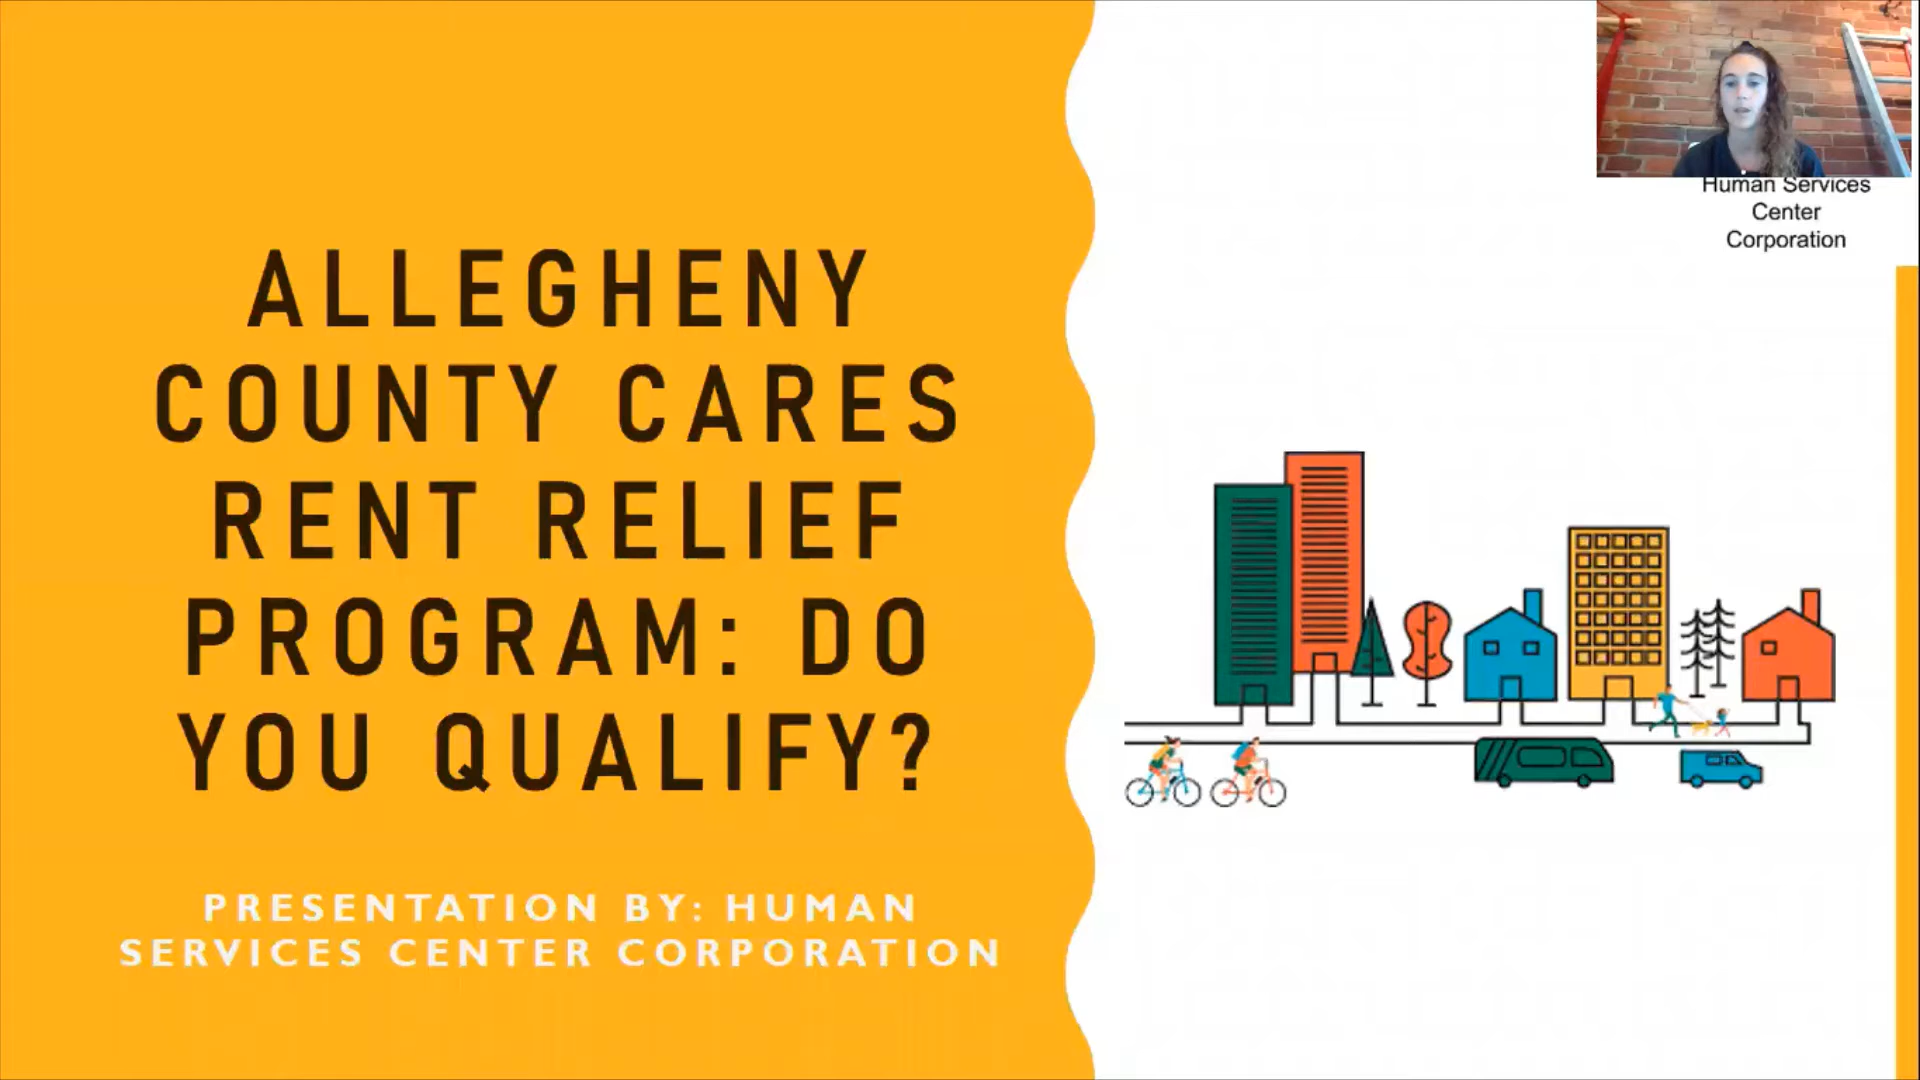 ALLEGHENY
COUNTY CARES
RENT RELIEF
PROGRAM: DO
YOU QUALIFY?
PRESENTATION BY: HUMAN
SERVICES CENTER CORPORATION
Human Services
Center
Corporation